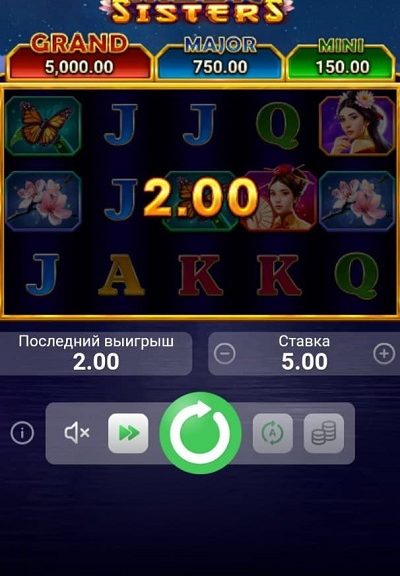 SISTERS
GRAND
MAJOR
MINI
5,000.00
750.00
150.00
J
J
Q
J
2.00
J
A
K
K
Q
Последний выигрыш
Ставка
2.00
5.00
A